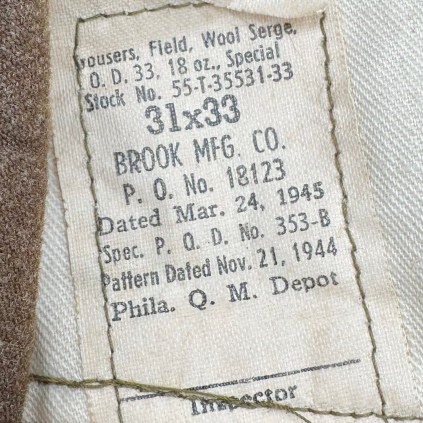 rousers, Field, Wool Serge,
O. D. 33, 18 oz., Special
Stock No. 55-T-35531-33
31x33
BROOK MFG. CO.
P. O. No. 18123
Dated Mar. 24, 1945
Spec. P. Q. D. No. 353-B
Pattern Dated Nov. 21, 1944
Phila. Q. M. Depot
Inspector